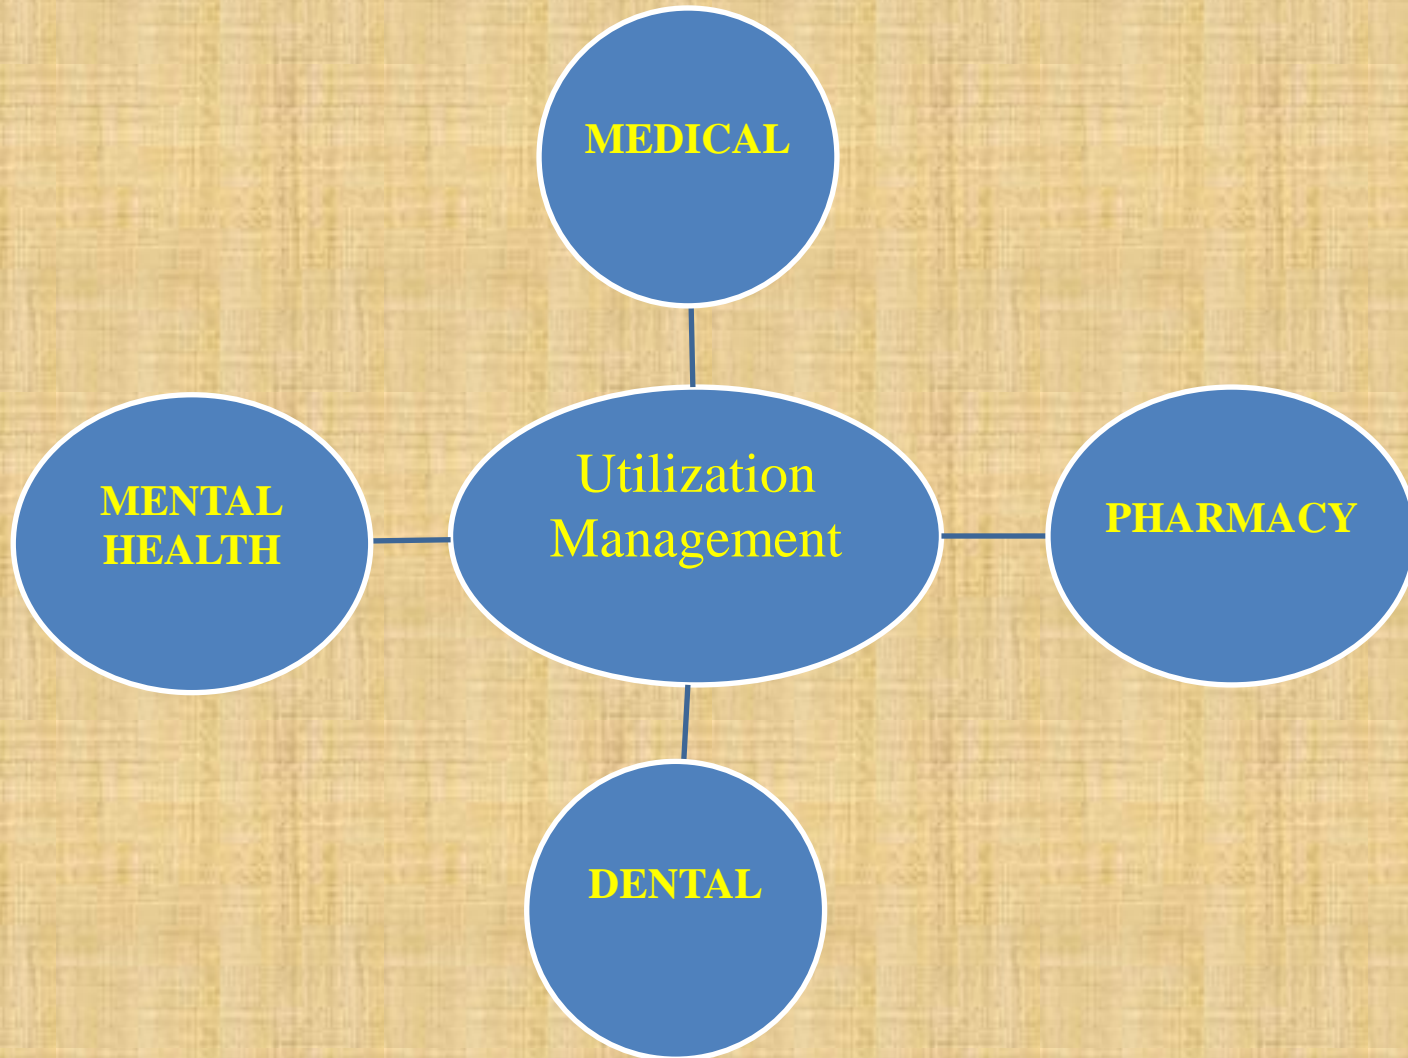 MEDICAL
MENTAL
HEALTH
Utilization
Management
PHARMACY
DENTAL